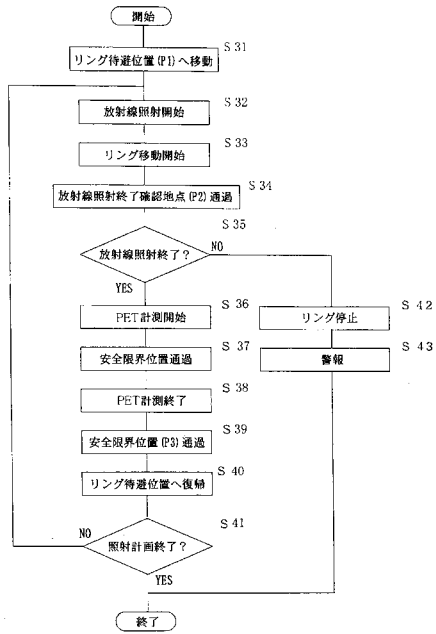 開始
S31
リング待避位置(P1)へ移動
S32
放射線照射開始
S33
リング移動開始
S34
放射線照射終了確認地点(P2)通過
S35
放射線照射終了？
NO
YES
S36
PET計測開始
S42
リング停止
S37
安全限界位置通過
S43
警報
S38
PET計測終了
S39
安全限界位置(P3)通過
S40
リング待避位置へ復帰
S41
照射計画終了？
NO
YES
終了